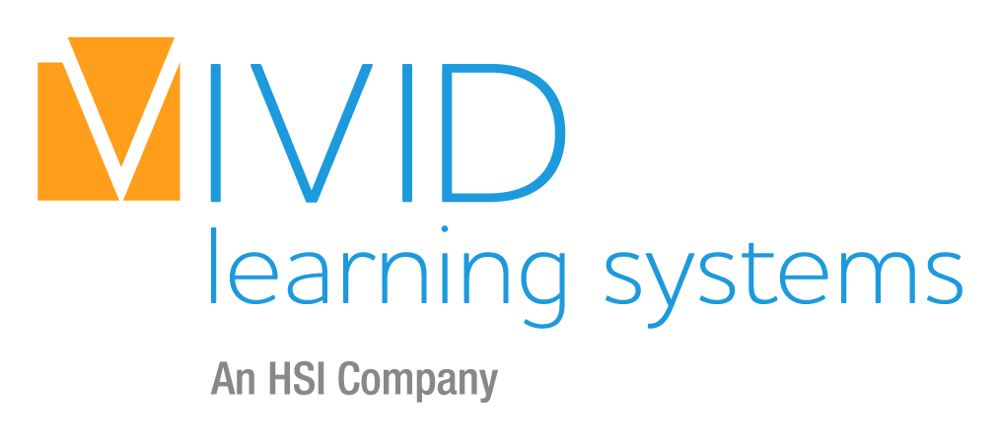 VIVID
learning systems
An HSI Company